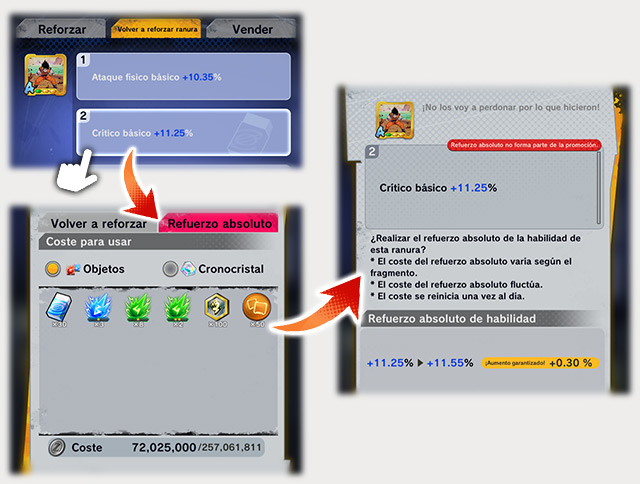 Reforzar
Volver a reforzar ranura
Vender
1
Ataque físico básico +10.35%
2
Crítico básico +11.25%
Volver a reforzar
Refuerzo absoluto
Coste para usar
Objetos
Cronocristal
×30
×3
×8
×2
×100
×50
Coste 72,025,000/257,061,811
¡No los voy a perdonar por lo que hicieron!
Refuerzo absoluto no forma parte de la promoción.
2
Crítico básico +11.25%
¿Realizar el refuerzo absoluto de la habilidad de
esta ranura?
* El coste del refuerzo absoluto varía según el
fragmento.
* El coste del refuerzo absoluto fluctúa.
* El coste se reinicia una vez al día.
Refuerzo absoluto de habilidad
+11.25% ▶ +11.55% ¡Aumento garantizado! +0.30 %